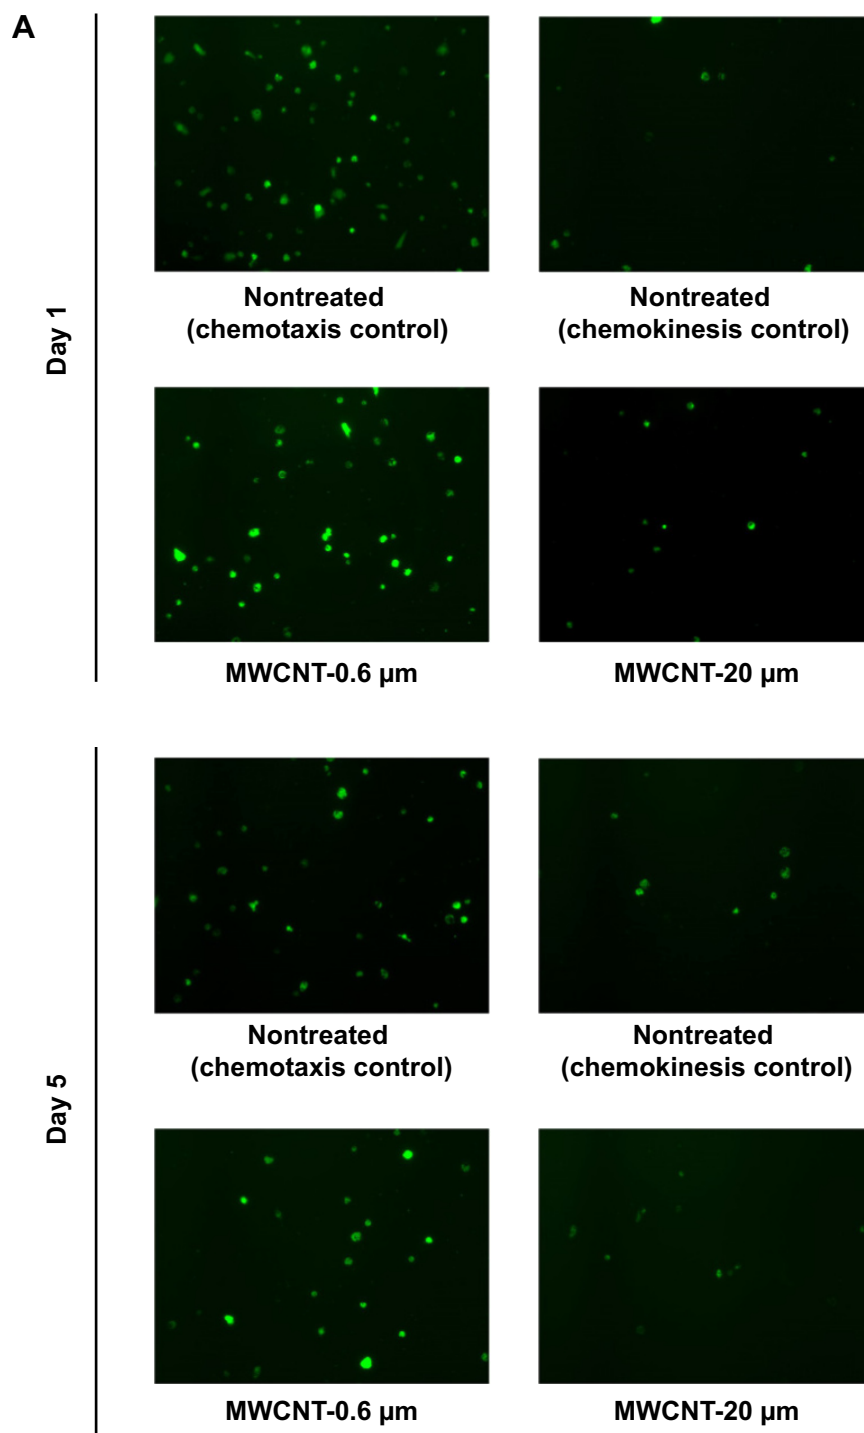 A
Day 1
Nontreated
(chemotaxis control)
Nontreated
(chemokinesis control)
MWCNT-0.6 µm
MWCNT-20 µm
Day 5
Nontreated
(chemotaxis control)
Nontreated
(chemokinesis control)
MWCNT-0.6 µm
MWCNT-20 µm